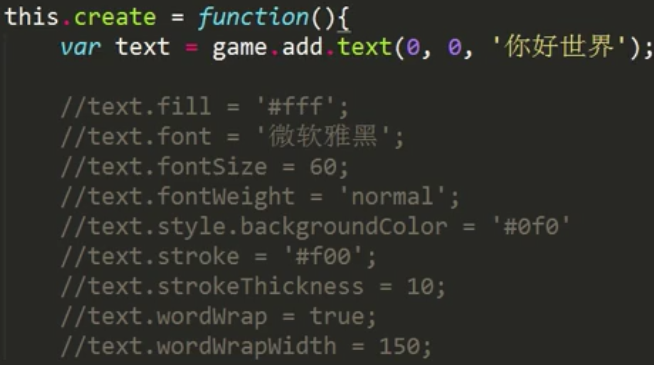 this.create = function(){
var text = game.add.text(0, 0, '你好世界');
//text.fill = '#fff';
//text.font = '微软雅黑';
//text.fontSize = 60;
//text.fontWeight = 'normal';
//text.style.backgroundColor = '#0f0'
//text.stroke = '#f00';
//text.strokeThickness = 10;
//text.wordWrap = true;
//text.wordWrapWidth = 150;